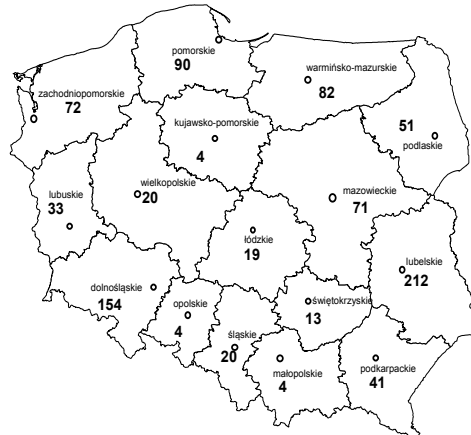 pomorskie
90
warmińsko-mazurskie
82
zachodniopomorskie
72
kujawsko-pomorskie
4
51
podlaskie
wielkopolskie
20
mazowieckie
71
lubuskie
33
łódzkie
19
lubelskie
212
dolnośląskie
154
opolskie
4
świętokrzyskie
13
śląskie
20
małopolskie
4
podkarpackie
41